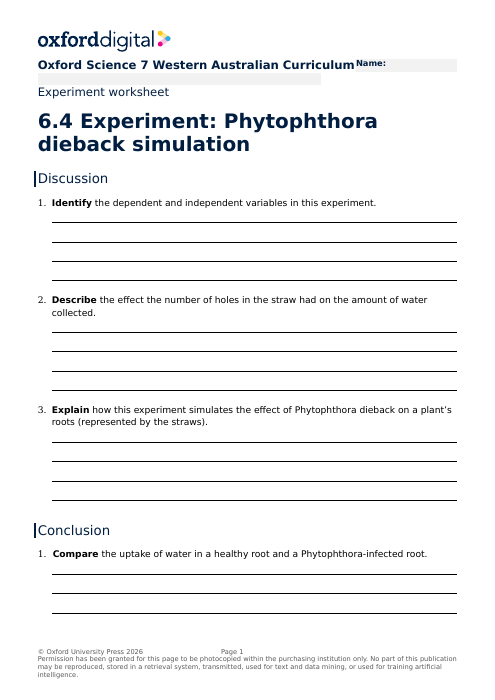 oxforddigital
Oxford Science 7 Western Australian Curriculum Name:
Experiment worksheet
6.4 Experiment: Phytophthora
dieback simulation
Discussion
1. Identify the dependent and independent variables in this experiment.
2. Describe the effect the number of holes in the straw had on the amount of water
collected.
3. Explain how this experiment simulates the effect of Phytophthora dieback on a plant’s
roots (represented by the straws).
Conclusion
1. Compare the uptake of water in a healthy root and a Phytophthora-infected root.
© Oxford University Press 2026 Page 1
Permission has been granted for this page to be photocopied within the purchasing institution only. No part of this publication
may be reproduced, stored in a retrieval system, transmitted, used for text and data mining, or used for training artificial
intelligence.